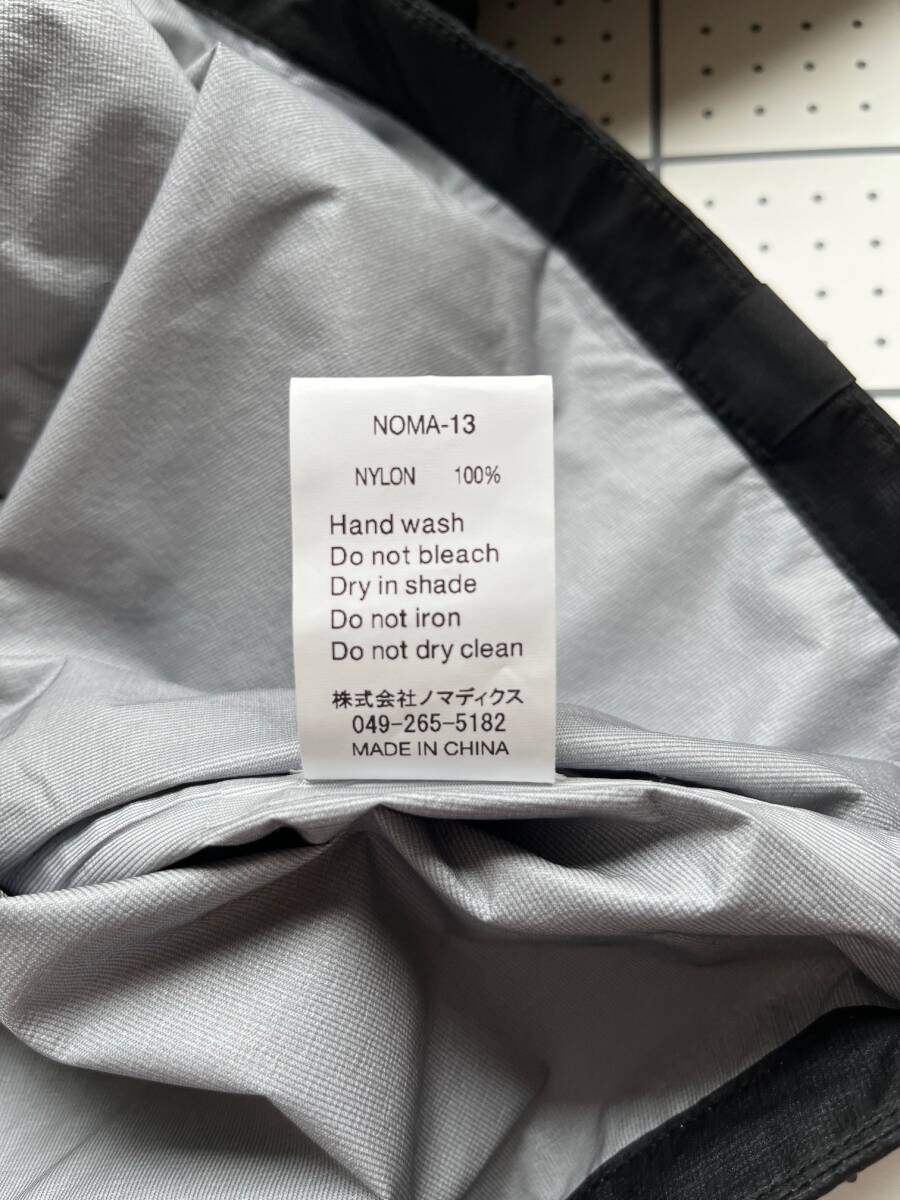 NOMA-13
NYLON 100%
Hand wash
Do not bleach
Dry in shade
Do not iron
Do not dry clean
株式会社ノマディクス
049-265-5182
MADE IN CHINA